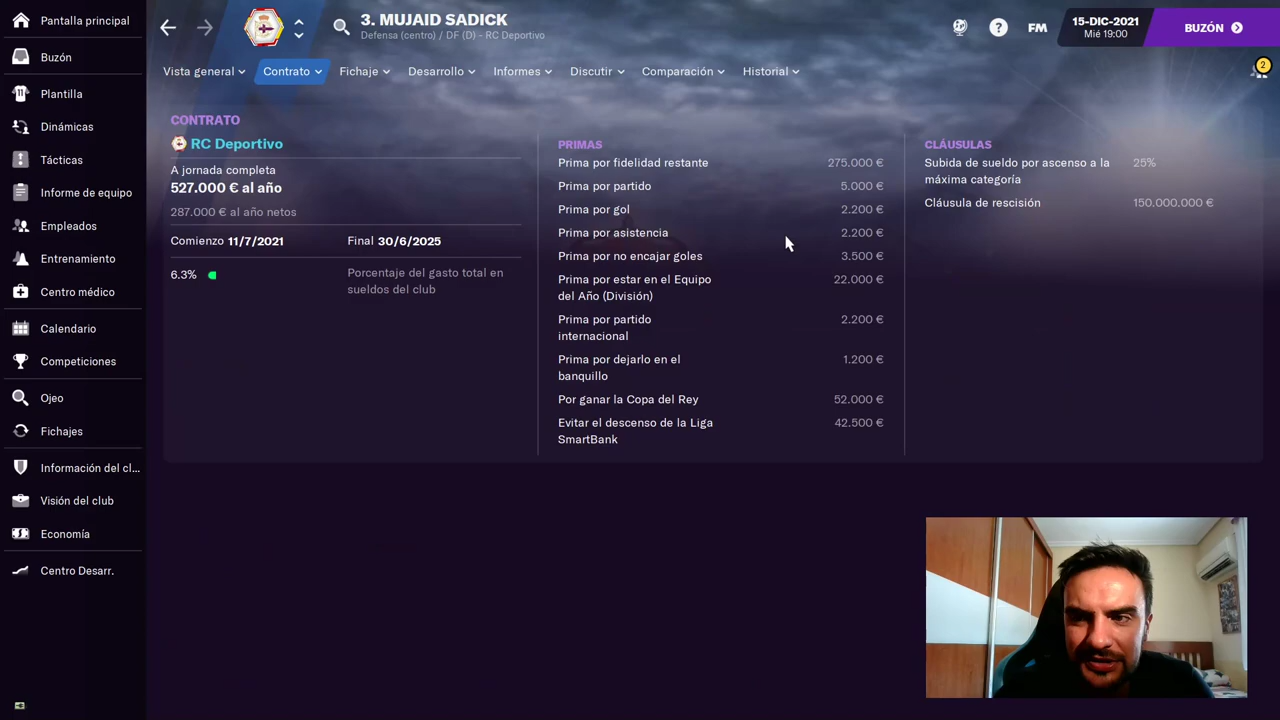 Pantalla principal
Buzón
Plantilla
Dinámicas
Tácticas
Informe de equipo
Empleados
Entrenamiento
Centro médico
Calendario
Competiciones
Ojeo
Fichajes
Información del cl...
Visión del club
Economía
Centro Desarr.
3. MUJAID SADICK
Defensa (centro) / DF (D) - RC Deportivo
FM
15-DIC-2021
Mié 19:00
BUZÓN
2
Vista general
Contrato
Fichaje
Desarrollo
Informes
Discutir
Comparación
Historial
CONTRATO
RC Deportivo
A jornada completa
527.000 € al año
287.000 € al año netos
Comienzo 11/7/2021
Final 30/6/2025
6.3%
Porcentaje del gasto total en
sueldos del club
PRIMAS
Prima por fidelidad restante 275.000 €
Prima por partido 5.000 €
Prima por gol 2.200 €
Prima por asistencia 2.200 €
Prima por no encajar goles 3.500 €
Prima por estar en el Equipo 22.000 €
del Año (División)
Prima por partido 2.200 €
internacional
Prima por dejarlo en el 1.200 €
banquillo
Por ganar la Copa del Rey 52.000 €
Evitar el descenso de la Liga 42.500 €
SmartBank
CLÁUSULAS
Subida de sueldo por ascenso a la 25%
máxima categoría
Cláusula de rescisión 150.000.000 €